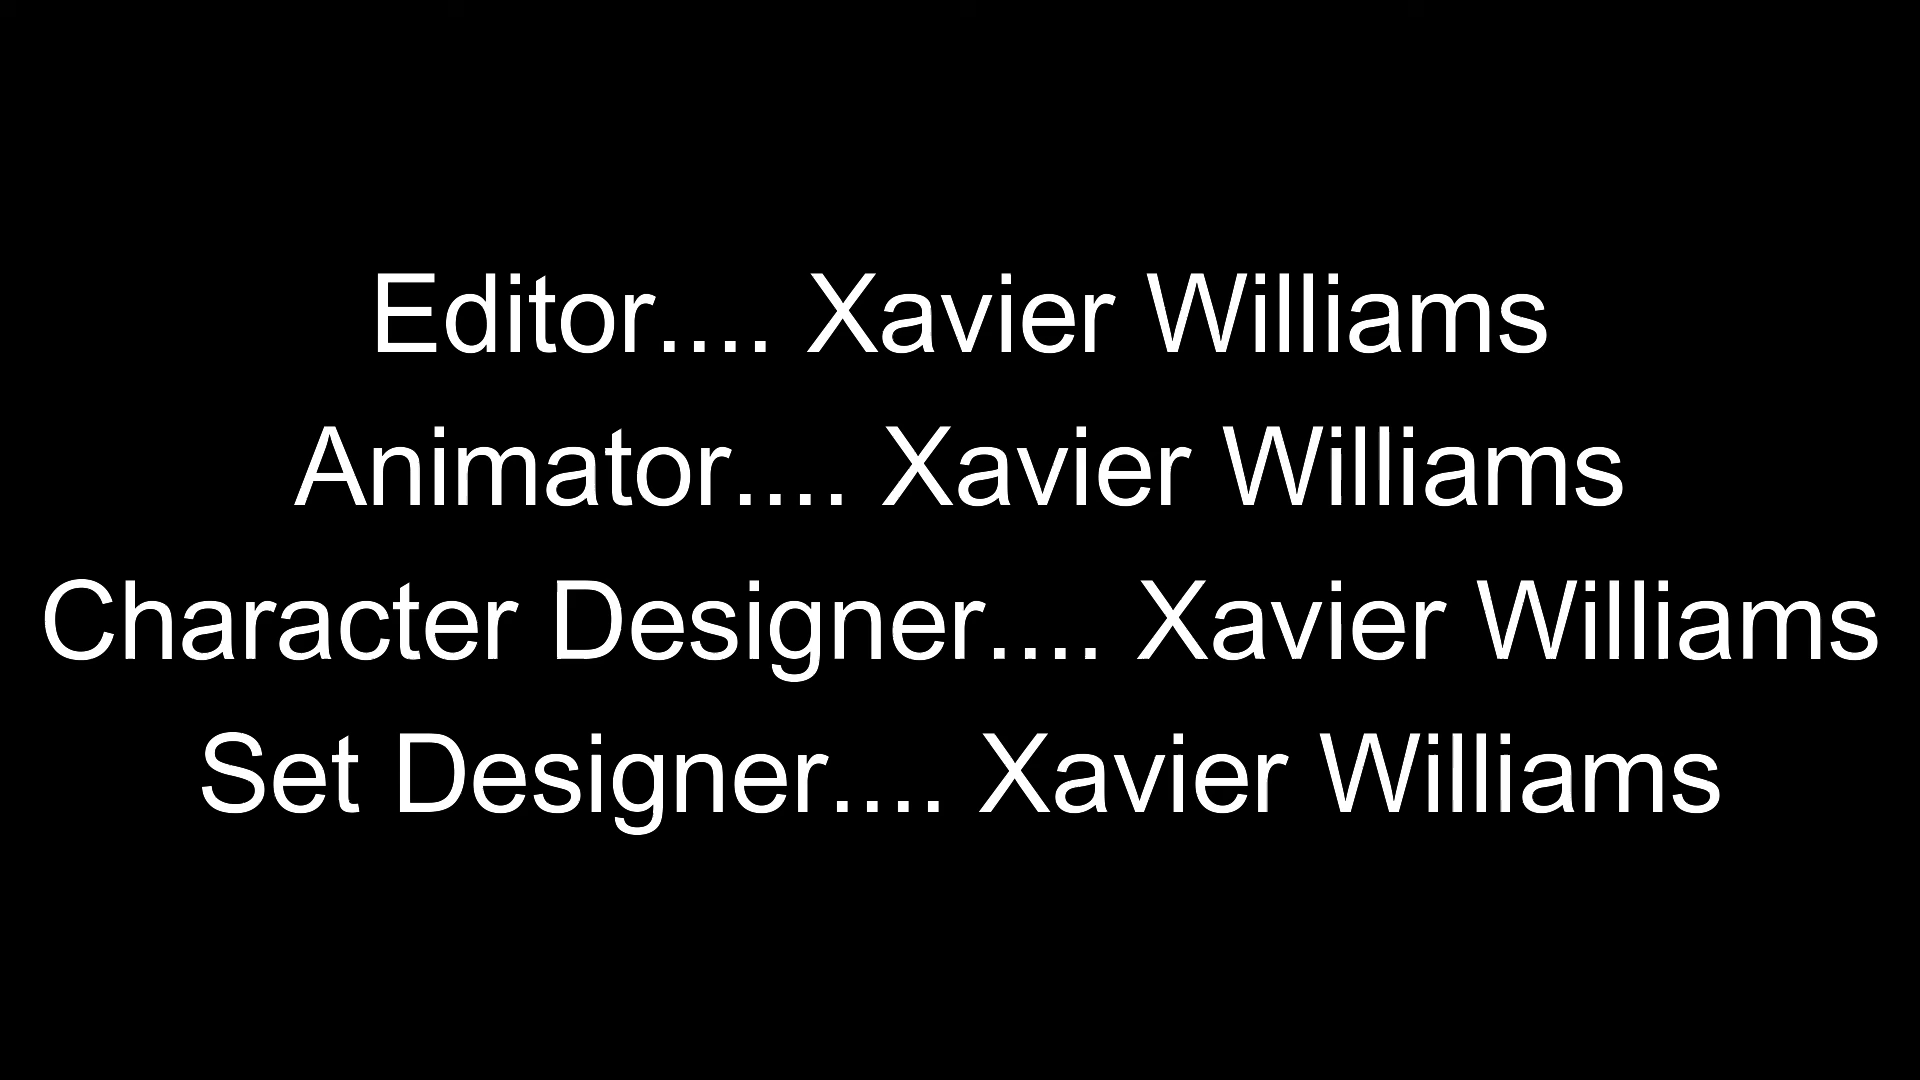 Editor.... Xavier Williams
Animator.... Xavier Williams
Character Designer.... Xavier Williams
Set Designer.... Xavier Williams